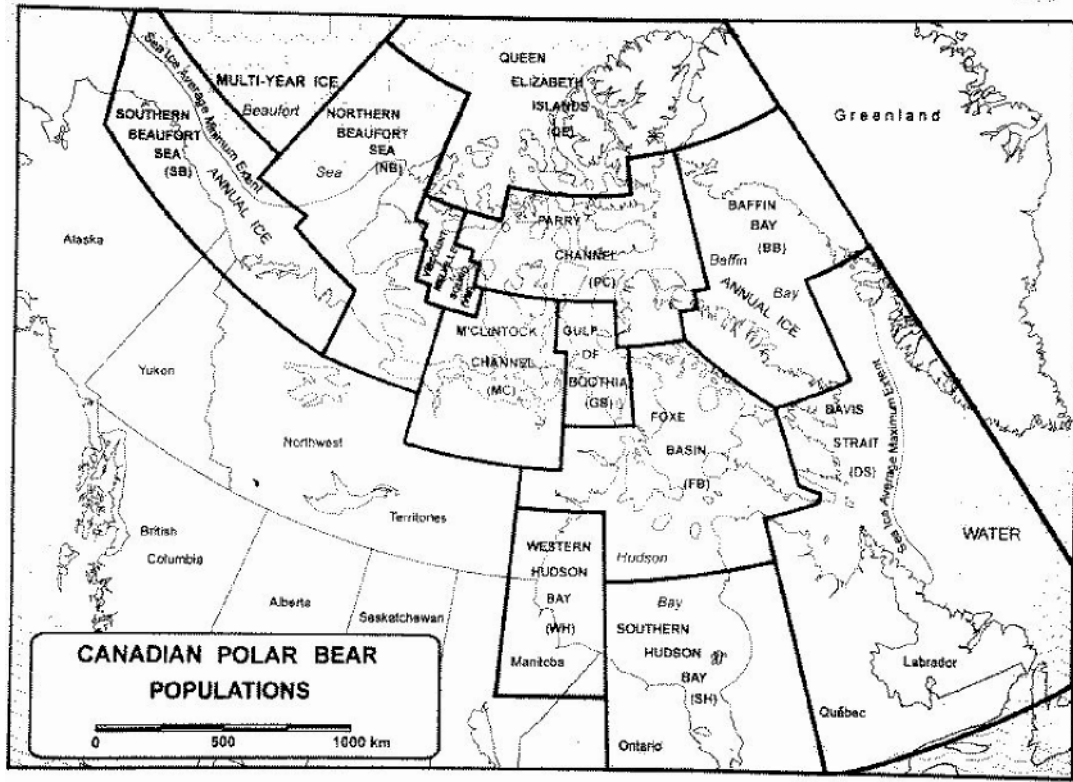 QUEEN
ELIZABETH
ISLANDS
(QE)
MULTI-YEAR ICE
Beaufort
Sea Ice Average Minimum Extent
SOUTHERN
BEAUFORT
SEA
(SB)
NORTHERN
BEAUFORT
SEA
(NB)
Sea
ANNUAL ICE
Greenland
Alaska
VISCOUNT
MELVILLE
SOUND
PARRY
CHANNEL
(PC)
BAFFIN
BAY
(BB)
Baffin
Bay
ANNUAL ICE
M'CLINTOCK
CHANNEL
(MC)
GULF
OF
BOOTHIA
(GB)
Yukon
Northwest
Territories
FOXE
BASIN
(FB)
DAVIS
STRAIT
(DS)
Sea Ice Average Maximum Extent
WATER
British
Columbia
Alberta
Saskatchewan
WESTERN
HUDSON
BAY
(WH)
Manitoba
Hudson
Bay
SOUTHERN
HUDSON
BAY
(SH)
Ontario
Québec
Labrador
CANADIAN POLAR BEAR
POPULATIONS
0 500 1000 km